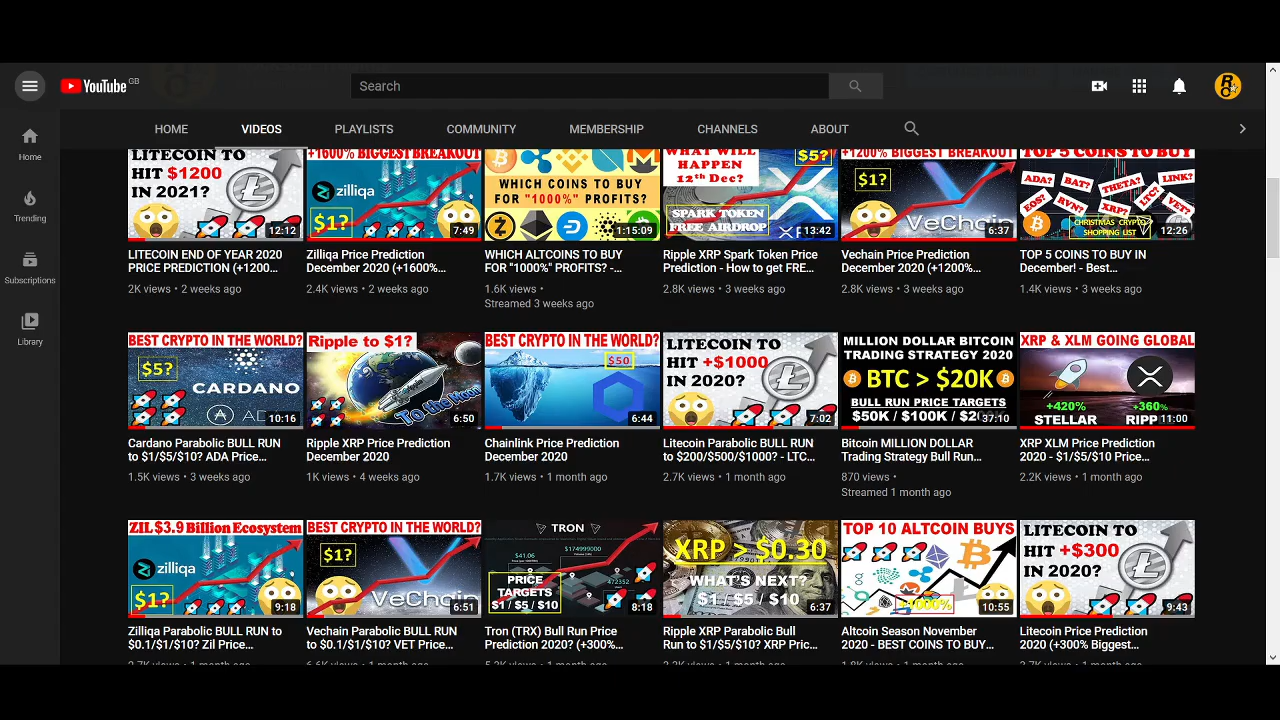 YouTube GB
Search
HOME
VIDEOS
PLAYLISTS
COMMUNITY
MEMBERSHIP
CHANNELS
ABOUT
Home
Trending
Subscriptions
Library
LITECOIN TO
HIT $1200
IN 2021?
12:12
LITECOIN END OF YEAR 2020
PRICE PREDICTION (+1200...
2K views • 2 weeks ago
+1600% BIGGEST BREAKOUT
zilliqa
$1?
7:49
Zilliqa Price Prediction
December 2020 (+1600%...
2.4K views • 2 weeks ago
WHICH COINS TO BUY
FOR "1000%" PROFITS?
1:15:09
WHICH ALTCOINS TO BUY
FOR "1000%" PROFITS? -...
1.6K views •
Streamed 3 weeks ago
WHAT WILL
HAPPEN
12th Dec?
$5?
SPARK TOKEN
FREE AIRDROP
13:42
Ripple XRP Spark Token Price
Prediction - How to get FRE...
2.8K views • 3 weeks ago
+1200% BIGGEST BREAKOUT
$1?
VeChain
6:37
Vechain Price Prediction
December 2020 (+1200%...
2.8K views • 3 weeks ago
TOP 5 COINS TO BUY
ADA?
BAT?
THETA?
LINK?
EOS?
RVN?
XRP?
LTC?
VET?
CHRISTMAS CRYPTO
SHOPPING LIST
12:26
TOP 5 COINS TO BUY IN
December! - Best...
1.4K views • 3 weeks ago
BEST CRYPTO IN THE WORLD?
$5?
CARDANO
ADA
10:16
Cardano Parabolic BULL RUN
to $1/$5/$10? ADA Price...
1.5K views • 3 weeks ago
Ripple to $1?
To the Moon
6:50
Ripple XRP Price Prediction
December 2020
1K views • 4 weeks ago
BEST CRYPTO IN THE WORLD?
$50
6:44
Chainlink Price Prediction
December 2020
1.7K views • 1 month ago
LITECOIN TO
HIT +$1000
IN 2020?
7:02
Litecoin Parabolic BULL RUN
to $200/$500/$1000? - LTC...
2.7K views • 1 month ago
MILLION DOLLAR BITCOIN
TRADING STRATEGY 2020
BTC > $20K
BULL RUN PRICE TARGETS
$50K / $100K /
37:10
Bitcoin MILLION DOLLAR
Trading Strategy Bull Run...
870 views •
Streamed 1 month ago
XRP & XLM GOING GLOBAL
+420%
STELLAR
+360%
RIPP
11:00
XRP XLM Price Prediction
2020 - $1/$5/$10 Price...
2.2K views • 1 month ago
ZIL $3.9 Billion Ecosystem
zilliqa
$1?
9:18
Zilliqa Parabolic BULL RUN to
$0.1/$1/$10? Zil Price...
BEST CRYPTO IN THE WORLD?
$1?
VeChain
6:51
Vechain Parabolic BULL RUN
to $0.1/$1/$10? VET Price...
TRON
$41.06
$174999000
472352
PRICE
TARGETS
$1 / $5 / $10
8:18
Tron (TRX) Bull Run Price
Prediction 2020? (+300%...
XRP > $0.30
WHAT'S NEXT?
$1 / $5 / $10
6:37
Ripple XRP Parabolic Bull
Run to $1/$5/$10? XRP Pric...
TOP 10 ALTCOIN BUYS
10:55
Altcoin Season November
2020 - BEST COINS TO BUY...
LITECOIN TO
HIT +$300
IN 2020?
9:43
Litecoin Price Prediction
2020 (+300% Biggest...